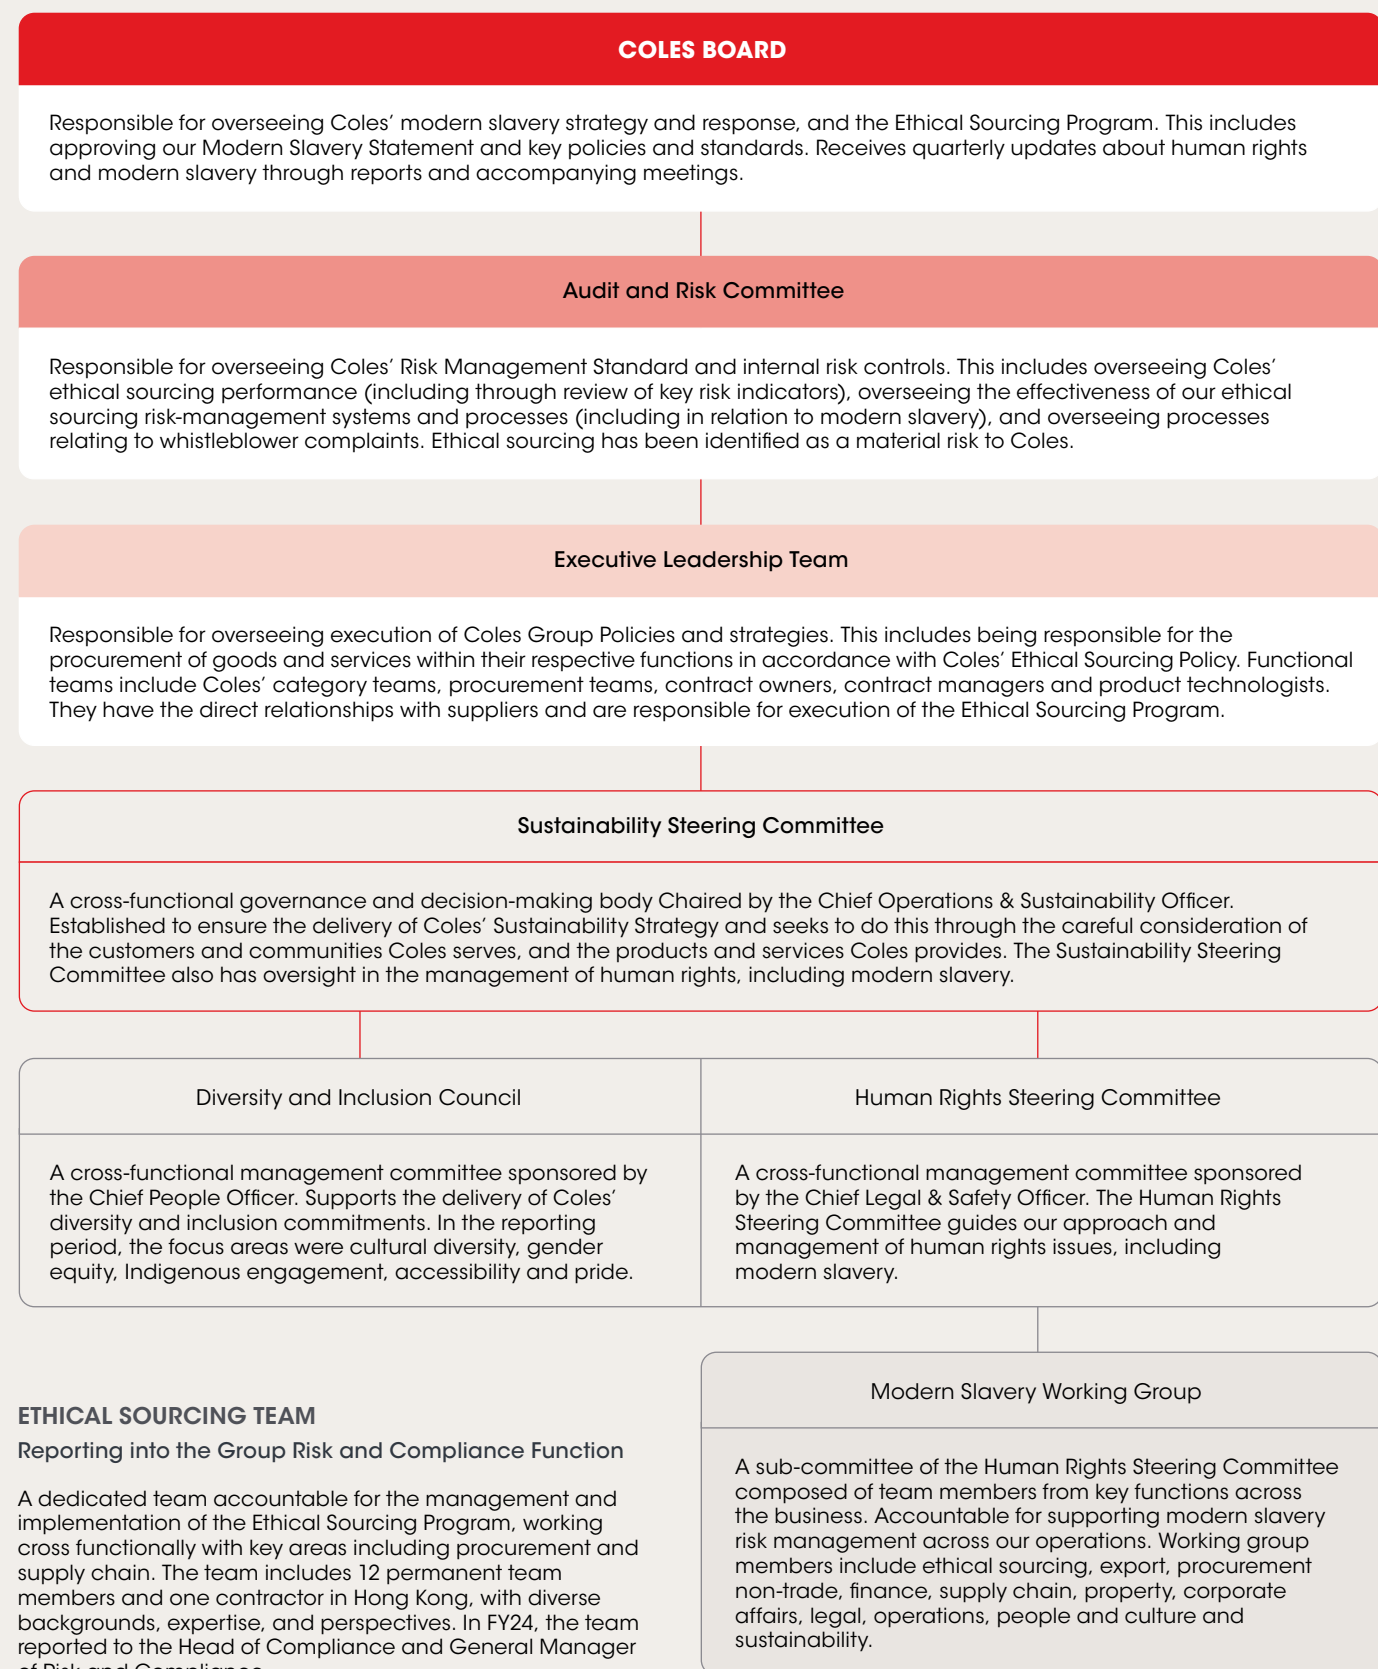 COLES BOARD
Responsible for overseeing Coles’ modern slavery strategy and response, and the Ethical Sourcing Program. This includes
approving our Modern Slavery Statement and key policies and standards. Receives quarterly updates about human rights
and modern slavery through reports and accompanying meetings.
Audit and Risk Committee
Responsible for overseeing Coles’ Risk Management Standard and internal risk controls. This includes overseeing Coles’
ethical sourcing performance (including through review of key risk indicators), overseeing the effectiveness of our ethical
sourcing risk-management systems and processes (including in relation to modern slavery), and overseeing processes
relating to whistleblower complaints. Ethical sourcing has been identified as a material risk to Coles.
Executive Leadership Team
Responsible for overseeing execution of Coles Group Policies and strategies. This includes being responsible for the
procurement of goods and services within their respective functions in accordance with Coles’ Ethical Sourcing Policy. Functional
teams include Coles’ category teams, procurement teams, contract owners, contract managers and product technologists.
They have the direct relationships with suppliers and are responsible for execution of the Ethical Sourcing Program.
Sustainability Steering Committee
A cross-functional governance and decision-making body Chaired by the Chief Operations & Sustainability Officer.
Established to ensure the delivery of Coles’ Sustainability Strategy and seeks to do this through the careful consideration of
the customers and communities Coles serves, and the products and services Coles provides. The Sustainability Steering
Committee also has oversight in the management of human rights, including modern slavery.
Diversity and Inclusion Council
A cross-functional management committee sponsored by
the Chief People Officer. Supports the delivery of Coles’
diversity and inclusion commitments. In the reporting
period, the focus areas were cultural diversity, gender
equity, Indigenous engagement, accessibility and pride.
Human Rights Steering Committee
A cross-functional management committee sponsored
by the Chief Legal & Safety Officer. The Human Rights
Steering Committee guides our approach and
management of human rights issues, including
modern slavery.
Modern Slavery Working Group
A sub-committee of the Human Rights Steering Committee
composed of team members from key functions across
the business. Accountable for supporting modern slavery
risk management across our operations. Working group
members include ethical sourcing, export, procurement
non-trade, finance, supply chain, property, corporate
affairs, legal, operations, people and culture and
sustainability.
ETHICAL SOURCING TEAM
Reporting into the Group Risk and Compliance Function
A dedicated team accountable for the management and
implementation of the Ethical Sourcing Program, working
cross functionally with key areas including procurement and
supply chain. The team includes 12 permanent team
members and one contractor in Hong Kong, with diverse
backgrounds, expertise, and perspectives. In FY24, the team
reported to the Head of Compliance and General Manager
of Risk and Compliance